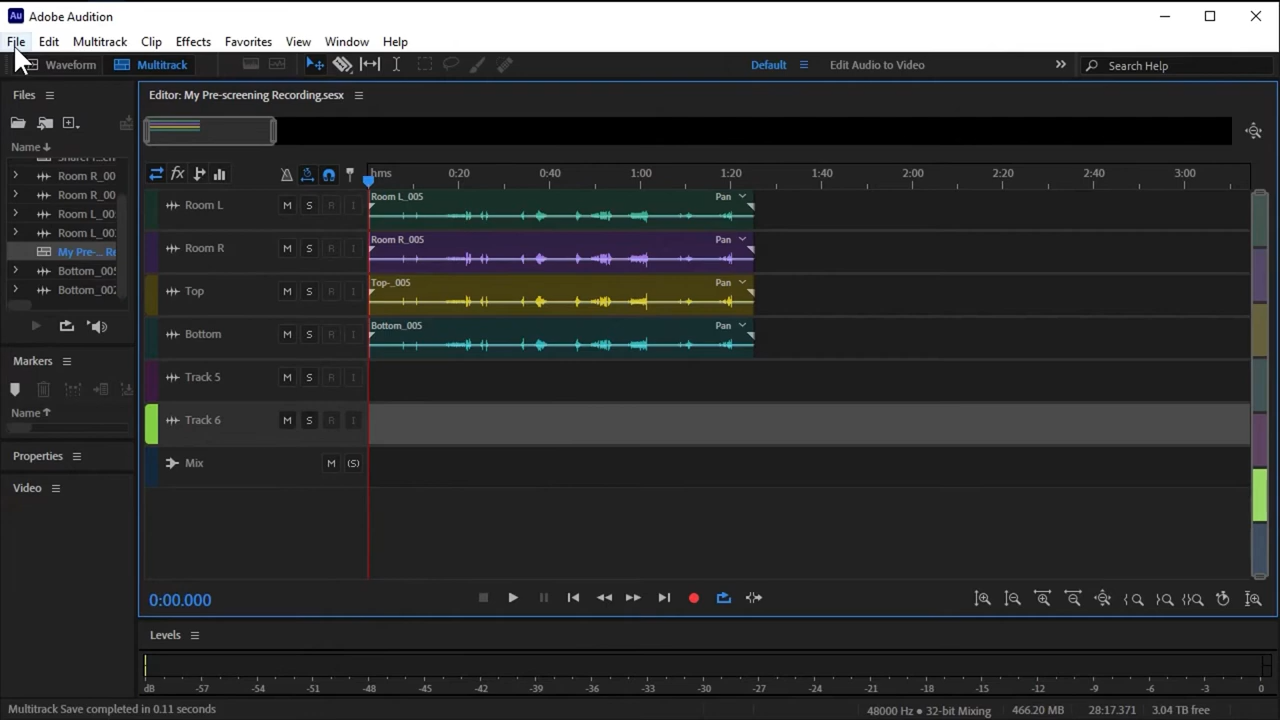 Au Adobe Audition
File Edit Multitrack Clip Effects Favorites View Window Help
Waveform Multitrack Default Edit Audio to Video Search Help
Files
Editor: My Pre-screening Recording.sesx
Name
Room R_00
Room R_00
Room L_00
Room L_00
My Pre-... Re
Bottom_005
Bottom_002
Markers
Name
Properties
Video
fx
hms 0:20 0:40 1:00 1:20 1:40 2:00 2:20 2:40 3:00
Room L M S R I
Room L_005 Pan
Room R M S R I
Room R_005 Pan
Top M S R I
Top-_005 Pan
Bottom M S R I
Bottom_005 Pan
Track 5 M S R I
Track 6 M S R I
Mix M (S)
0:00.000
Levels
dB -57 -54 -51 -48 -45 -42 -39 -36 -33 -30 -27 -24 -21 -18 -15 -12 -9 -6 -3 0
Multitrack Save completed in 0.11 seconds
48000 Hz ● 32-bit Mixing 466.20 MB 28:17.371 3.04 TB free